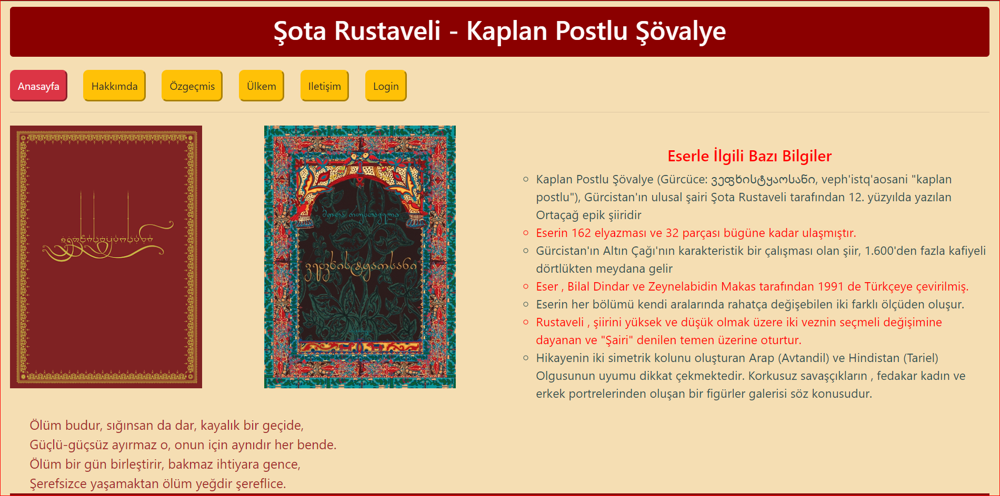 Şota Rustaveli - Kaplan Postlu Şövalye
Anasayfa
Hakkımda
Özgeçmis
Ülkem
Iletişim
Login
შოთა რუსთაველი
ვეფხისტყაოსანი
Eserle İlgili Bazı Bilgiler
Kaplan Postlu Şövalye (Gürcüce: ვეფხისტყაოსანი, veph'istq'aosani "kaplan
postlu"), Gürcistan'ın ulusal şairi Şota Rustaveli tarafından 12. yüzyılda yazılan
Ortaçağ epik şiiridir
Eserin 162 elyazması ve 32 parçası bügüne kadar ulaşmıştır.
Gürcistan'ın Altın Çağı'nın karakteristik bir çalışması olan şiir, 1.600'den fazla kafiyeli
dörtlükten meydana gelir
Eser , Bilal Dindar ve Zeynelabidin Makas tarafından 1991 de Türkçeye çevirilmiş.
Eserin her bölümü kendi aralarında rahatça değişebilen iki farklı ölçüden oluşur.
Rustaveli , şiirini yüksek ve düşük olmak üzere iki veznin seçmeli değişimine
dayanan ve "Şairi" denilen temen üzerine oturtur.
Hikayenin iki simetrik kolunu oluşturan Arap (Avtandil) ve Hindistan (Tariel)
Olgusunun uyumu dikkat çekmektedir. Korkusuz savaşçıkların , fedakar kadın ve
erkek portrelerinden oluşan bir figürler galerisi söz konusudur.
Ölüm budur, sığınsan da dar, kayalık bir geçide,
Güçlü-güçsüz ayırmaz o, onun için aynıdır her bende.
Ölüm bir gün birleştirir, bakmaz ihtiyara gence,
Şerefsizce yaşamaktan ölüm yeğdir şereflice.